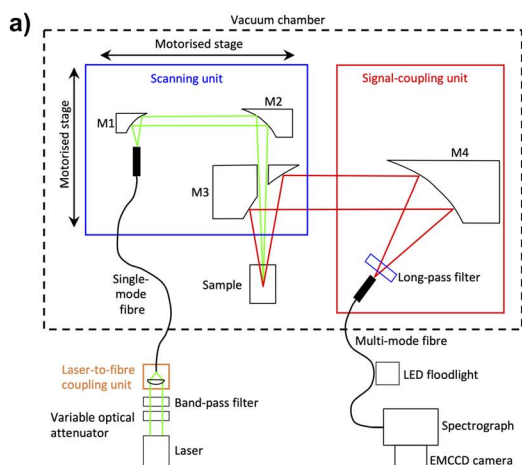 a)
Vacuum chamber
Motorised stage
Motorised stage
Scanning unit
Signal-coupling unit
M1
M2
M3
M4
Sample
Long-pass filter
Single-
mode
fibre
Multi-mode fibre
Laser-to-fibre
coupling unit
LED floodlight
Band-pass filter
Variable optical
attenuator
Spectrograph
Laser
EMCCD camera